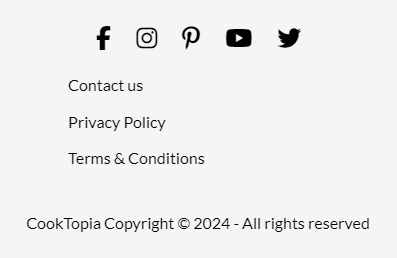 Contact us
Privacy Policy
Terms & Conditions
CookTopia Copyright © 2024 - All rights reserved